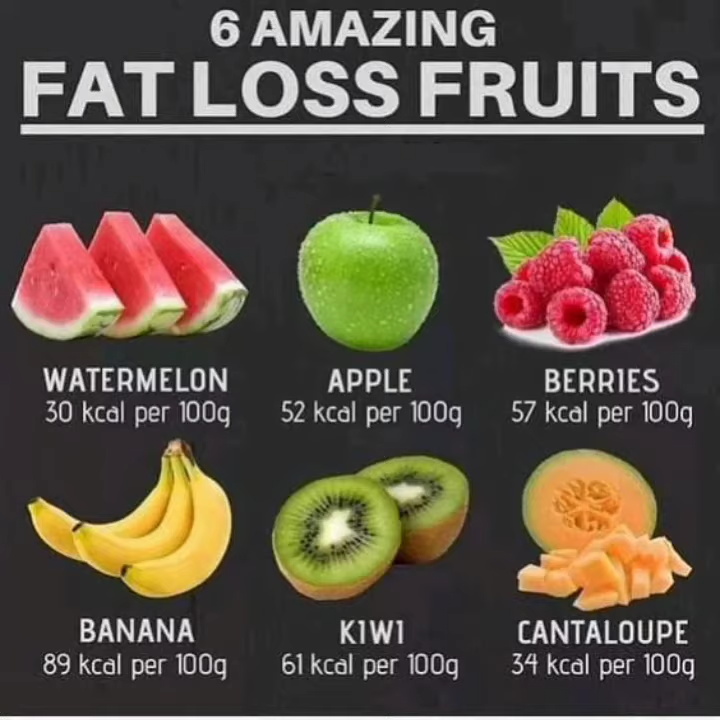 6 AMAZING
FAT LOSS FRUITS
WATERMELON
30 kcal per 100g
APPLE
52 kcal per 100g
BERRIES
57 kcal per 100g
BANANA
89 kcal per 100g
KIWI
61 kcal per 100g
CANTALOUPE
34 kcal per 100g